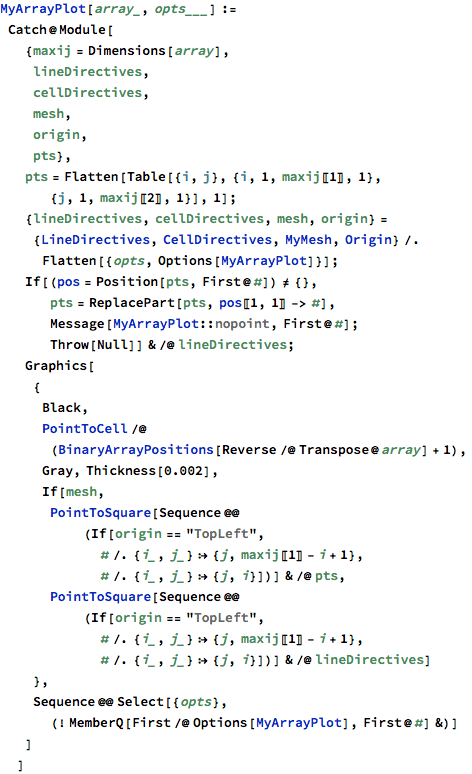 MyArrayPlot[array_, opts___] :=
Catch@Module[
{maxij = Dimensions[array],
lineDirectives,
cellDirectives,
mesh,
origin,
pts},
pts = Flatten[Table[{i, j}, {i, 1, maxij〚1〛, 1},
{j, 1, maxij〚2〛, 1}], 1];
{lineDirectives, cellDirectives, mesh, origin} =
{LineDirectives, CellDirectives, MyMesh, Origin} /.
Flatten[{opts, Options[MyArrayPlot]}];
If[(pos = Position[pts, First@#]) ≠ {},
pts = ReplacePart[pts, pos〚1, 1〛 -> #],
Message[MyArrayPlot::nopoint, First@#];
Throw[Null]] & /@ lineDirectives;
Graphics[
{
Black,
PointToCell /@
(BinaryArrayPositions[Reverse /@ Transpose@array] + 1),
Gray, Thickness[0.002],
If[mesh,
PointToSquare[Sequence @@
(If[origin == "TopLeft",
# /. {i_, j_} :> {j, maxij〚1〛 - i + 1},
# /. {i_, j_} :> {j, i}])] & /@ pts,
PointToSquare[Sequence @@
(If[origin == "TopLeft",
# /. {i_, j_} :> {j, maxij〚1〛 - i + 1},
# /. {i_, j_} :> {j, i}])] & /@ lineDirectives]
},
Sequence @@ Select[{opts},
(! MemberQ[First /@ Options[MyArrayPlot], First@#] &)]
]
]